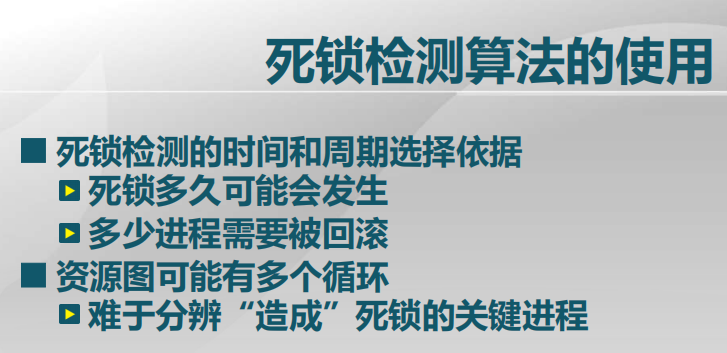 死锁检测算法的使用
死锁检测的时间和周期选择依据
死锁多久可能会发生
多少进程需要被回滚
资源图可能有多个循环
难于分辨“造成”死锁的关键进程